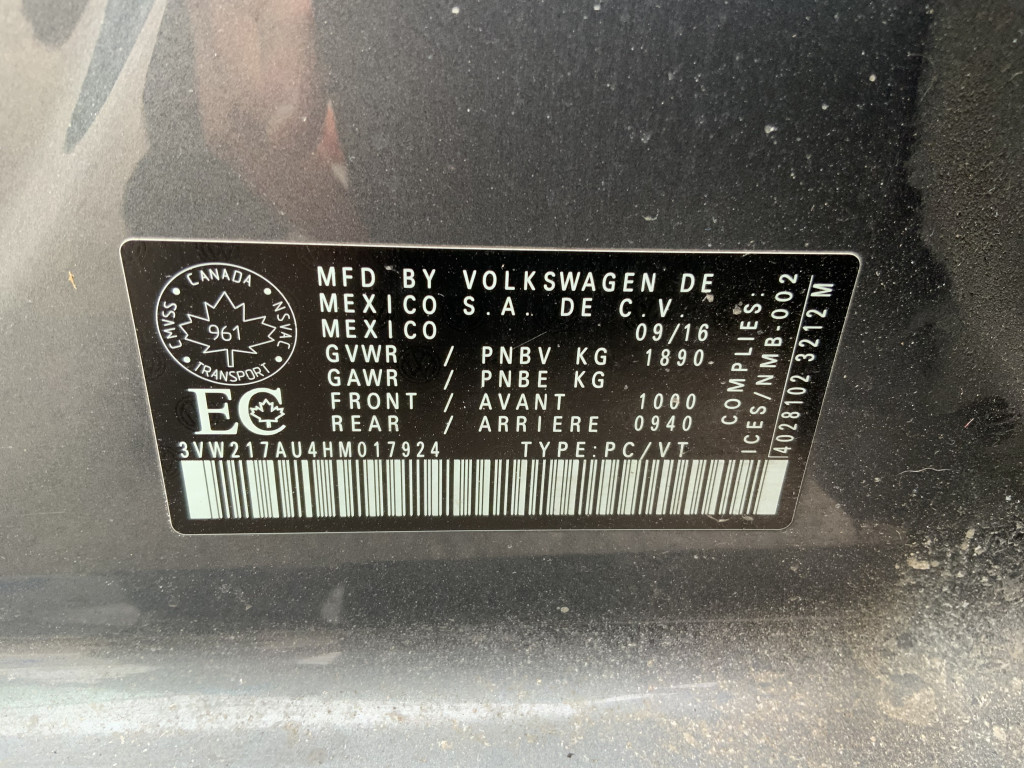 CANADA
CMVSS
NSVAC
961
TRANSPORT
EC
MFD BY VOLKSWAGEN DE
MEXICO S.A. DE C.V.
MEXICO 09/16
GVWR / PNBV KG 1890
GAWR / PNBE KG
FRONT / AVANT 1000
REAR / ARRIERE 0940
3VW217AU4HM017924 TYPE:PC/VT
COMPLIES:
ICES/NMB-002
4028102 3212 M